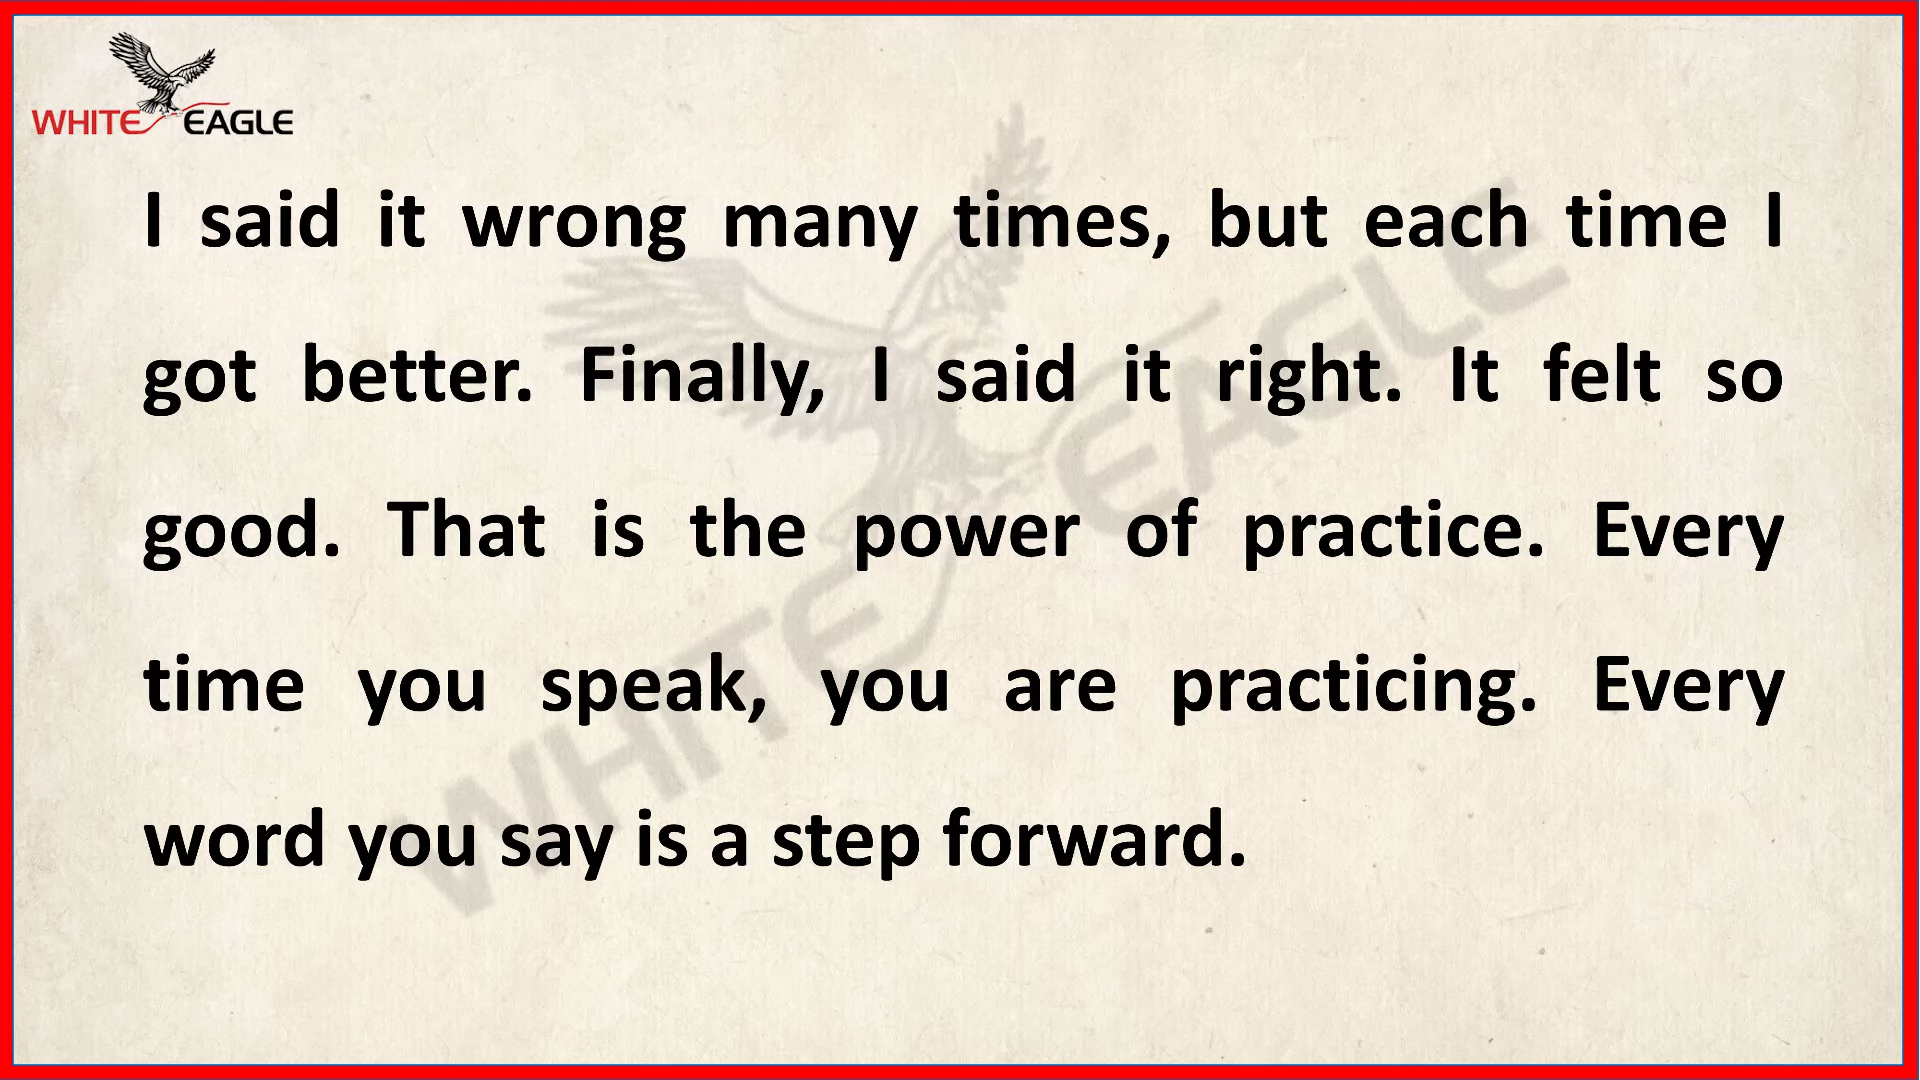 WHITE EAGLE
I said it wrong many times, but each time I
got better. Finally, I said it right. It felt so
good. That is the power of practice. Every
time you speak, you are practicing. Every
word you say is a step forward.
WHITE EAGLE